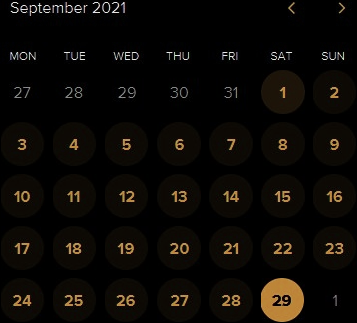 September 2021
MON TUE WED THU FRI SAT SUN
27 28 29 30 31 1 2
3 4 5 6 7 8 9
10 11 12 13 14 15 16
17 18 19 20 21 22 23
24 25 26 27 28 29 1